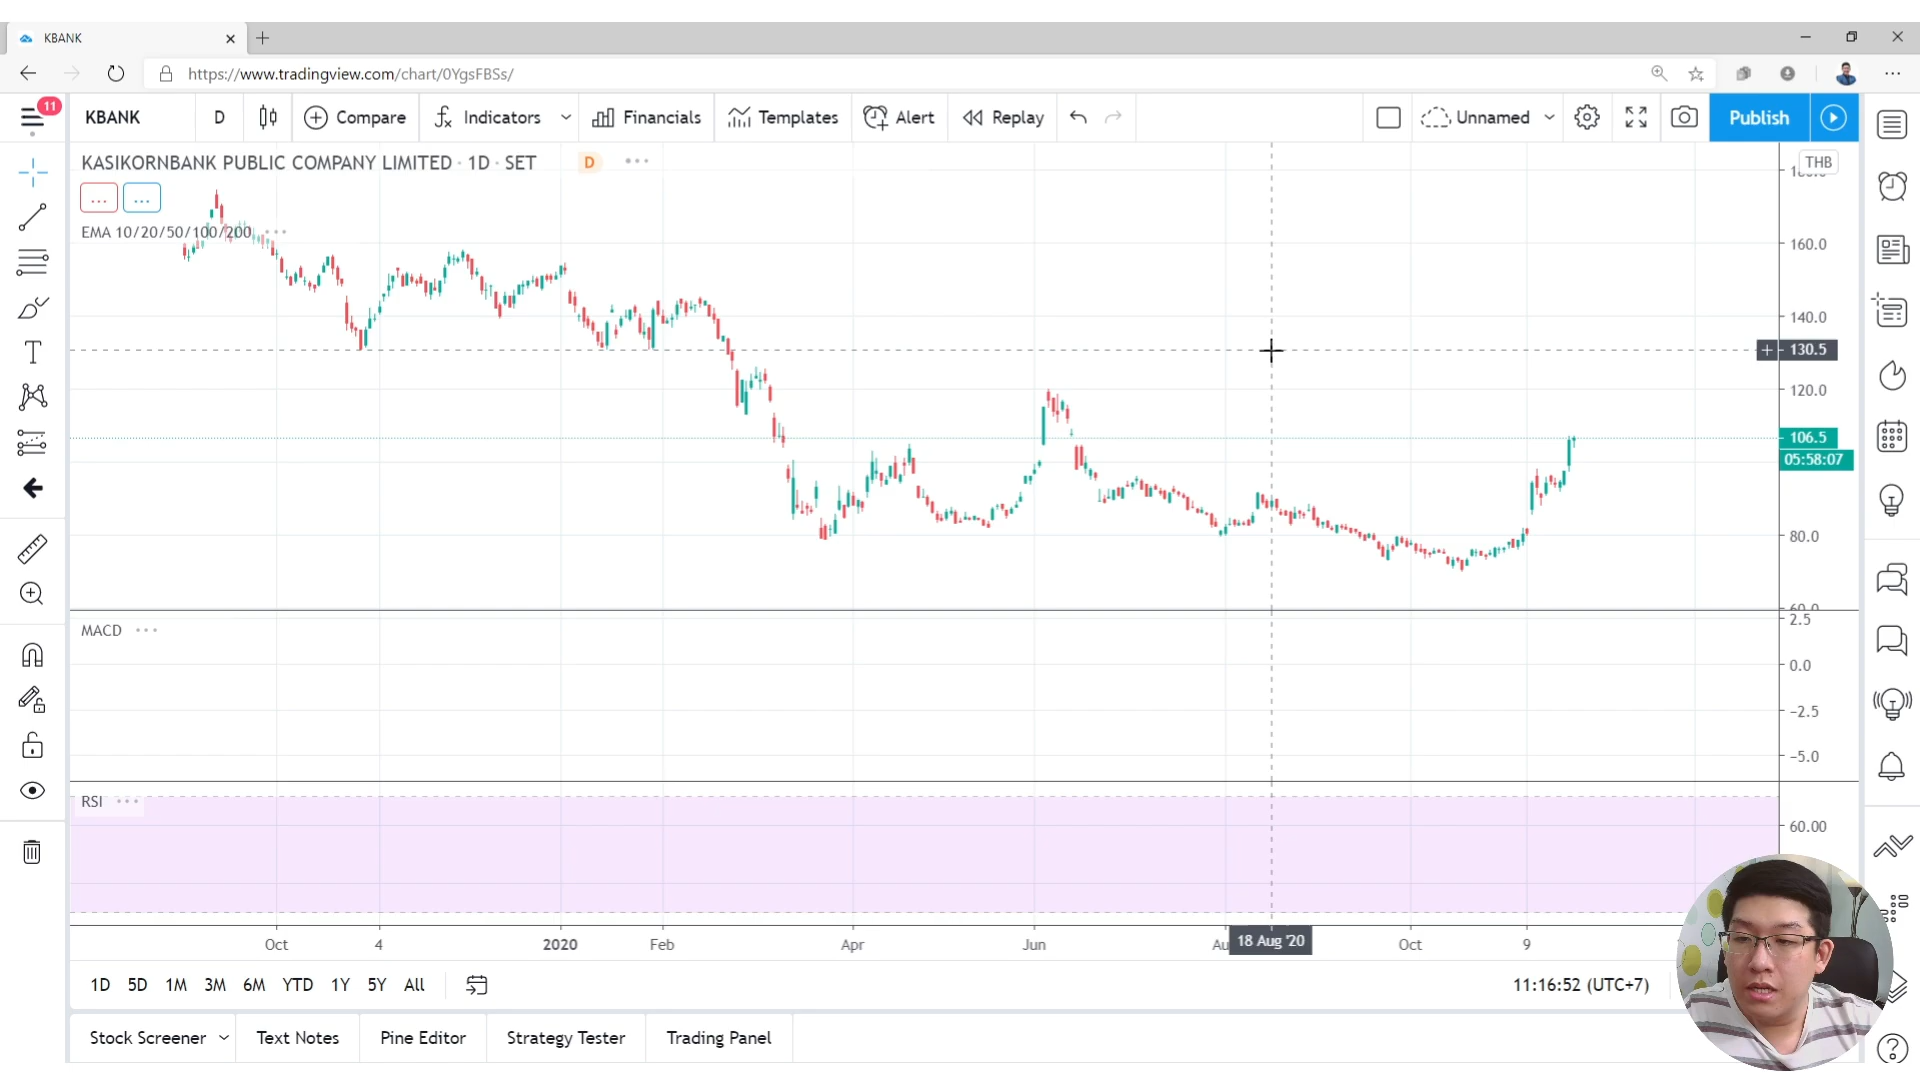 KBANK
https://www.tradingview.com/chart/0YgsFBSs/
11
KBANK D Compare Indicators Financials Templates Alert Replay Unnamed Publish
KASIKORNBANK PUBLIC COMPANY LIMITED · 1D · SET D
THB
EMA 10/20/50/100/200
160.0
140.0
130.5
120.0
106.5
05:58:07
80.0
60.0
MACD
2.5
0.0
−2.5
−5.0
RSI
60.00
Oct 4 2020 Feb Apr Jun Au 18 Aug '20 Oct 9
1D 5D 1M 3M 6M YTD 1Y 5Y All 11:16:52 (UTC+7)
Stock Screener Text Notes Pine Editor Strategy Tester Trading Panel